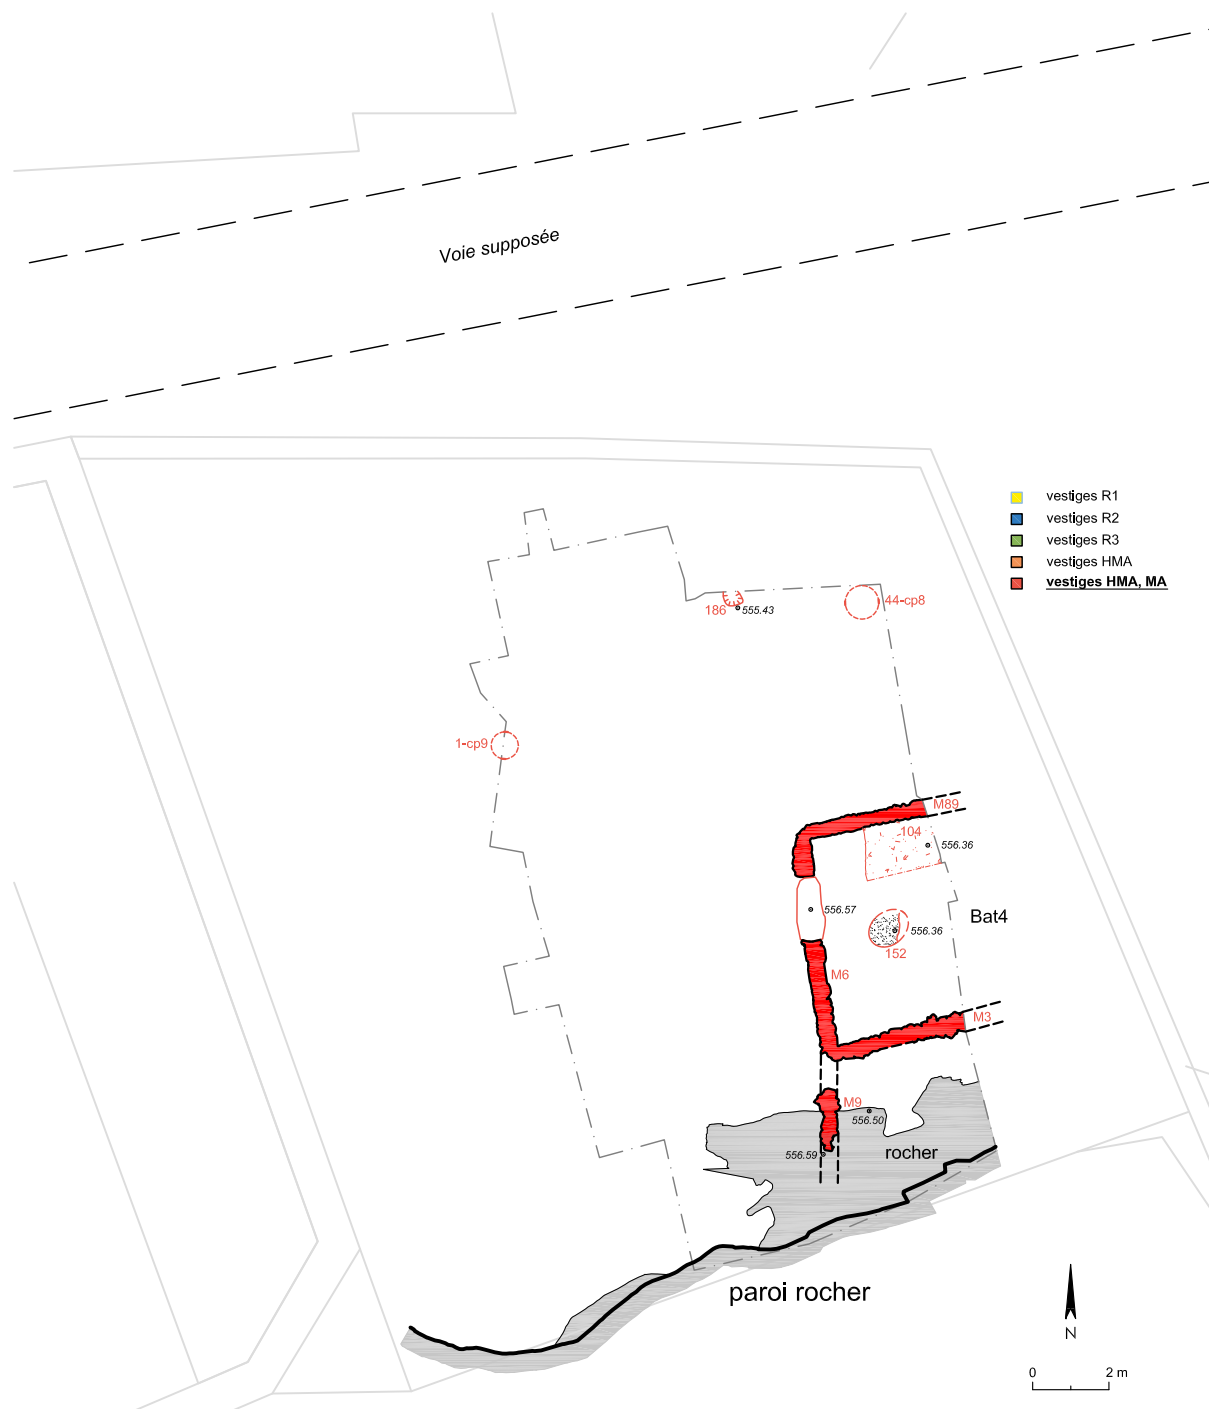 Voie supposée
vestiges R1
vestiges R2
vestiges R3
vestiges HMA
vestiges HMA, MA
186
555.43
44-cp8
1-cp9
M89
104
556.36
556.57
Bat4
556.36
152
M6
M3
M9
556.50
556.59
rocher
paroi rocher
N
0 2 m